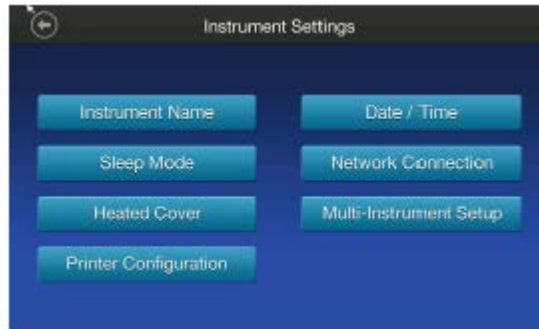 Instrument Settings
Instrument Name
Date / Time
Sleep Mode
Network Connection
Heated Cover
Multi-Instrument Setup
Printer Configuration